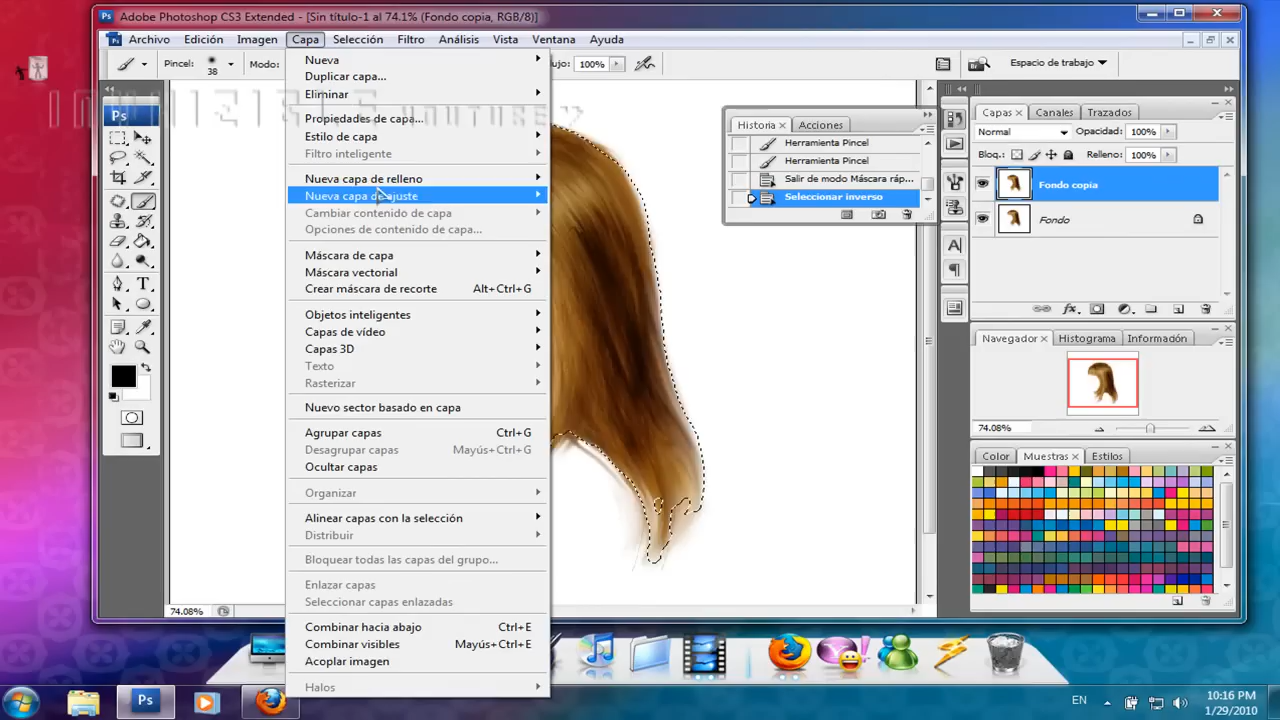 Adobe Photoshop CS3 Extended - [Sin título-1 al 74.1% (Fondo copia, RGB/8)]
Archivo Edición Imagen Capa Selección Filtro Análisis Vista Ventana Ayuda
Pincel: 38 Modo: 100% Espacio de trabajo
Nueva
Duplicar capa...
Eliminar
Propiedades de capa...
Estilo de capa
Filtro inteligente
Nueva capa de relleno
Nueva capa de ajuste
Cambiar contenido de capa
Opciones de contenido de capa...
Máscara de capa
Máscara vectorial
Crear máscara de recorte Alt+Ctrl+G
Objetos inteligentes
Capas de vídeo
Capas 3D
Texto
Rasterizar
Nuevo sector basado en capa
Agrupar capas Ctrl+G
Desagrupar capas Mayús+Ctrl+G
Ocultar capas
Organizar
Alinear capas con la selección
Distribuir
Bloquear todas las capas del grupo...
Enlazar capas
Seleccionar capas enlazadas
Combinar hacia abajo Ctrl+E
Combinar visibles Mayús+Ctrl+E
Acoplar imagen
Halos
Ps
Historia Acciones
Herramienta Pincel
Herramienta Pincel
Salir de modo Máscara ráp...
Seleccionar inverso
Capas Canales Trazados
Normal Opacidad: 100%
Bloq.: Relleno: 100%
Fondo copia
Fondo
Navegador Histograma Información
74.08%
Color Muestras Estilos
74.08%
EN
10:16 PM
1/29/2010